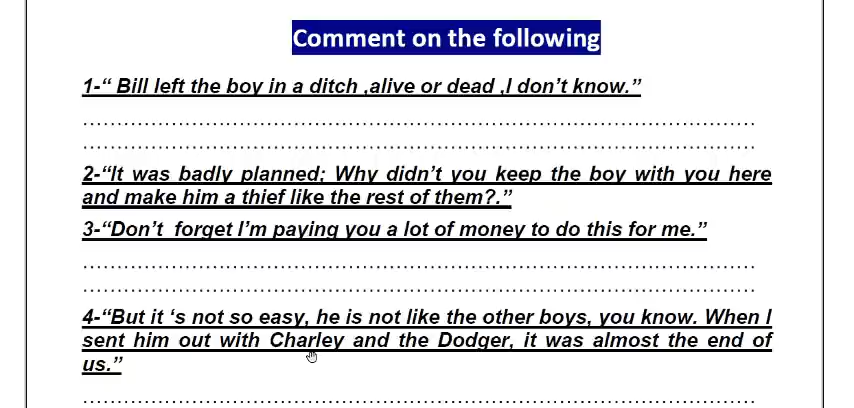 Comment on the following
1-“ Bill left the boy in a ditch ,alive or dead ,I don’t know.”
……………………………………………………………………………………
……………………………………………………………………………………
2-“It was badly planned; Why didn’t you keep the boy with you here
and make him a thief like the rest of them?.”
3-“Don’t  forget I’m paying you a lot of money to do this for me.”
……………………………………………………………………………………
……………………………………………………………………………………
4-“But it ‘s not so easy, he is not like the other boys, you know. When I
sent him out with Charley and the Dodger, it was almost the end of
us.”
……………………………………………………………………………………